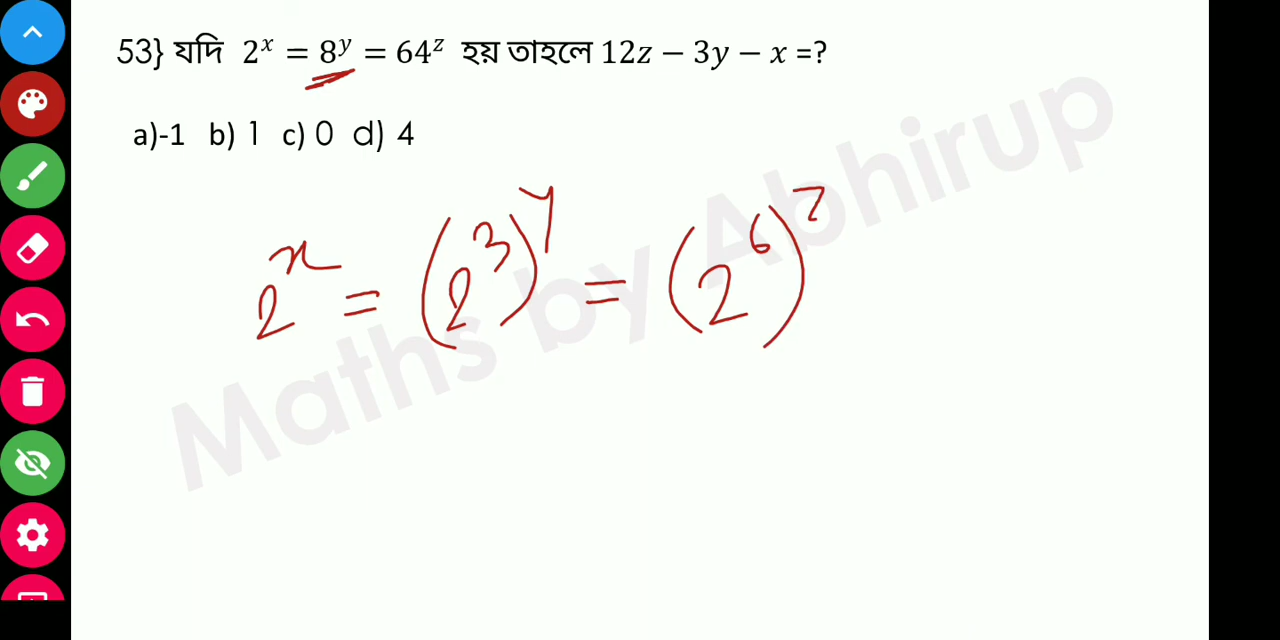 53} যদি 2^x = 8^y = 64^z হয় তাহলে 12z − 3y − x =?
a)-1 b) 1 c) 0 d) 4
2^x = (2^3)^y = (2^6)^z
Maths by Abhirup